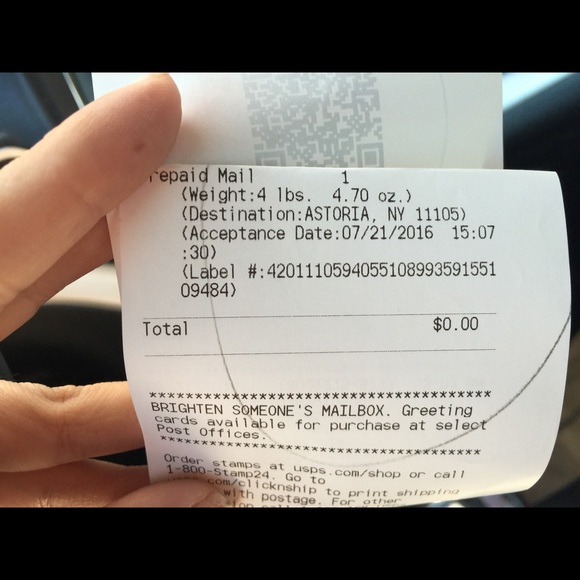 repaid Mail 1
(Weight:4 lbs. 4.70 oz.)
(Destination:ASTORIA, NY 11105)
(Acceptance Date:07/21/2016 15:07
:30)
(Label #:420111059405510899359​1551
09484)
Total $0.00
***************************************
BRIGHTEN SOMEONE'S MAILBOX. Greeting
cards available for purchase at select
Post Offices.
***************************************
Order stamps at usps.com/shop or call
1-800-Stamp24. Go to
.com/clicknship to print shipping
with postage. For other